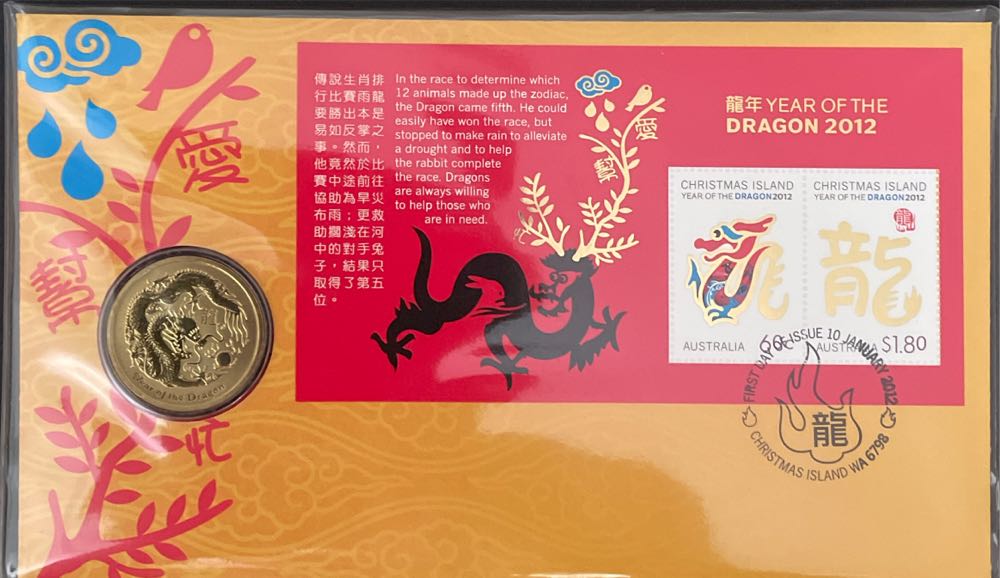 愛
幫
忙
Year of the Dragon
傳說生肖排
行比賽雨龍
要勝出本是
易如反掌之
事。然而，
他竟然於比
賽中途前往
協助為旱災
布雨；更救
助擱淺在河
中的對手兔
子，結果只
取得了第五
位。
In the race to determine which
12 animals made up the zodiac,
the Dragon came fifth. He could
easily have won the race, but
stopped to make rain to alleviate
a drought and to help
the rabbit complete
the race. Dragons
are always willing
to help those who
are in need.
愛
幫
忙
龍年 YEAR OF THE
DRAGON 2012
CHRISTMAS ISLAND
YEAR OF THE DRAGON 2012
AUSTRALIA
CHRISTMAS ISLAND
YEAR OF THE DRAGON 2012
龍
龍
AUSTRALIA $1.80
FIRST DAY OF ISSUE 10 JANUARY 2012
龍
CHRISTMAS ISLAND WA 6798